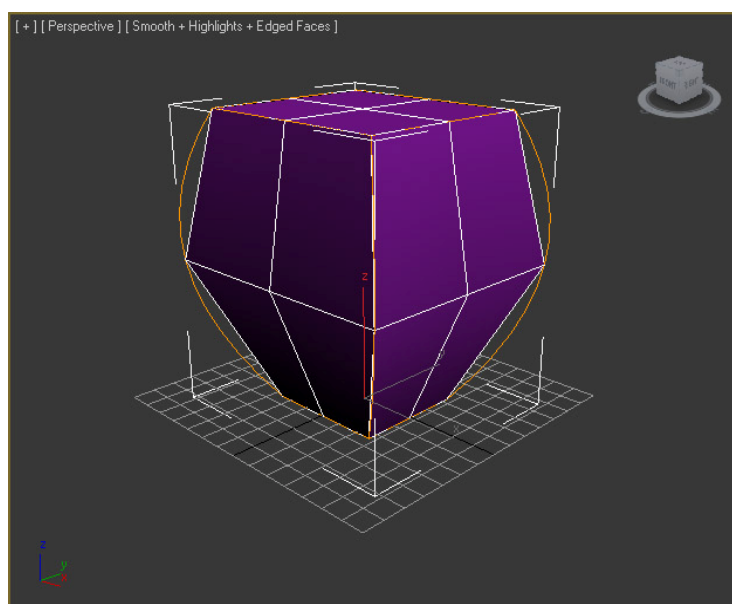 [ + ] [ Perspective ] [ Smooth + Highlights + Edged Faces ]
z
x
z
y